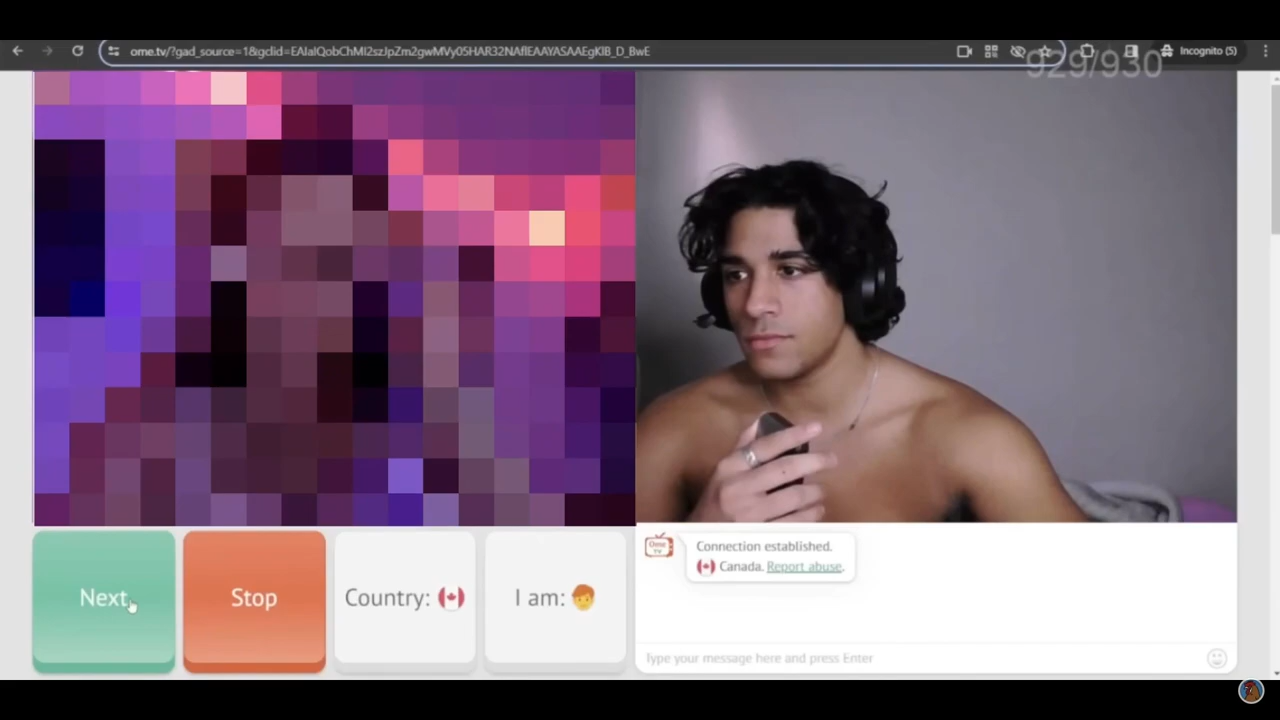 ome.tv/?gad_source=1&gclid=EAIaIQobChMI2szJpZm2gwMVy05HAR32NAflEAAYASAAEgKlB_D_BwE
Incognito (5)
929/930
Connection established.
Canada. Report abuse.
Next
Stop
Country:
I am:
Type your message here and press Enter